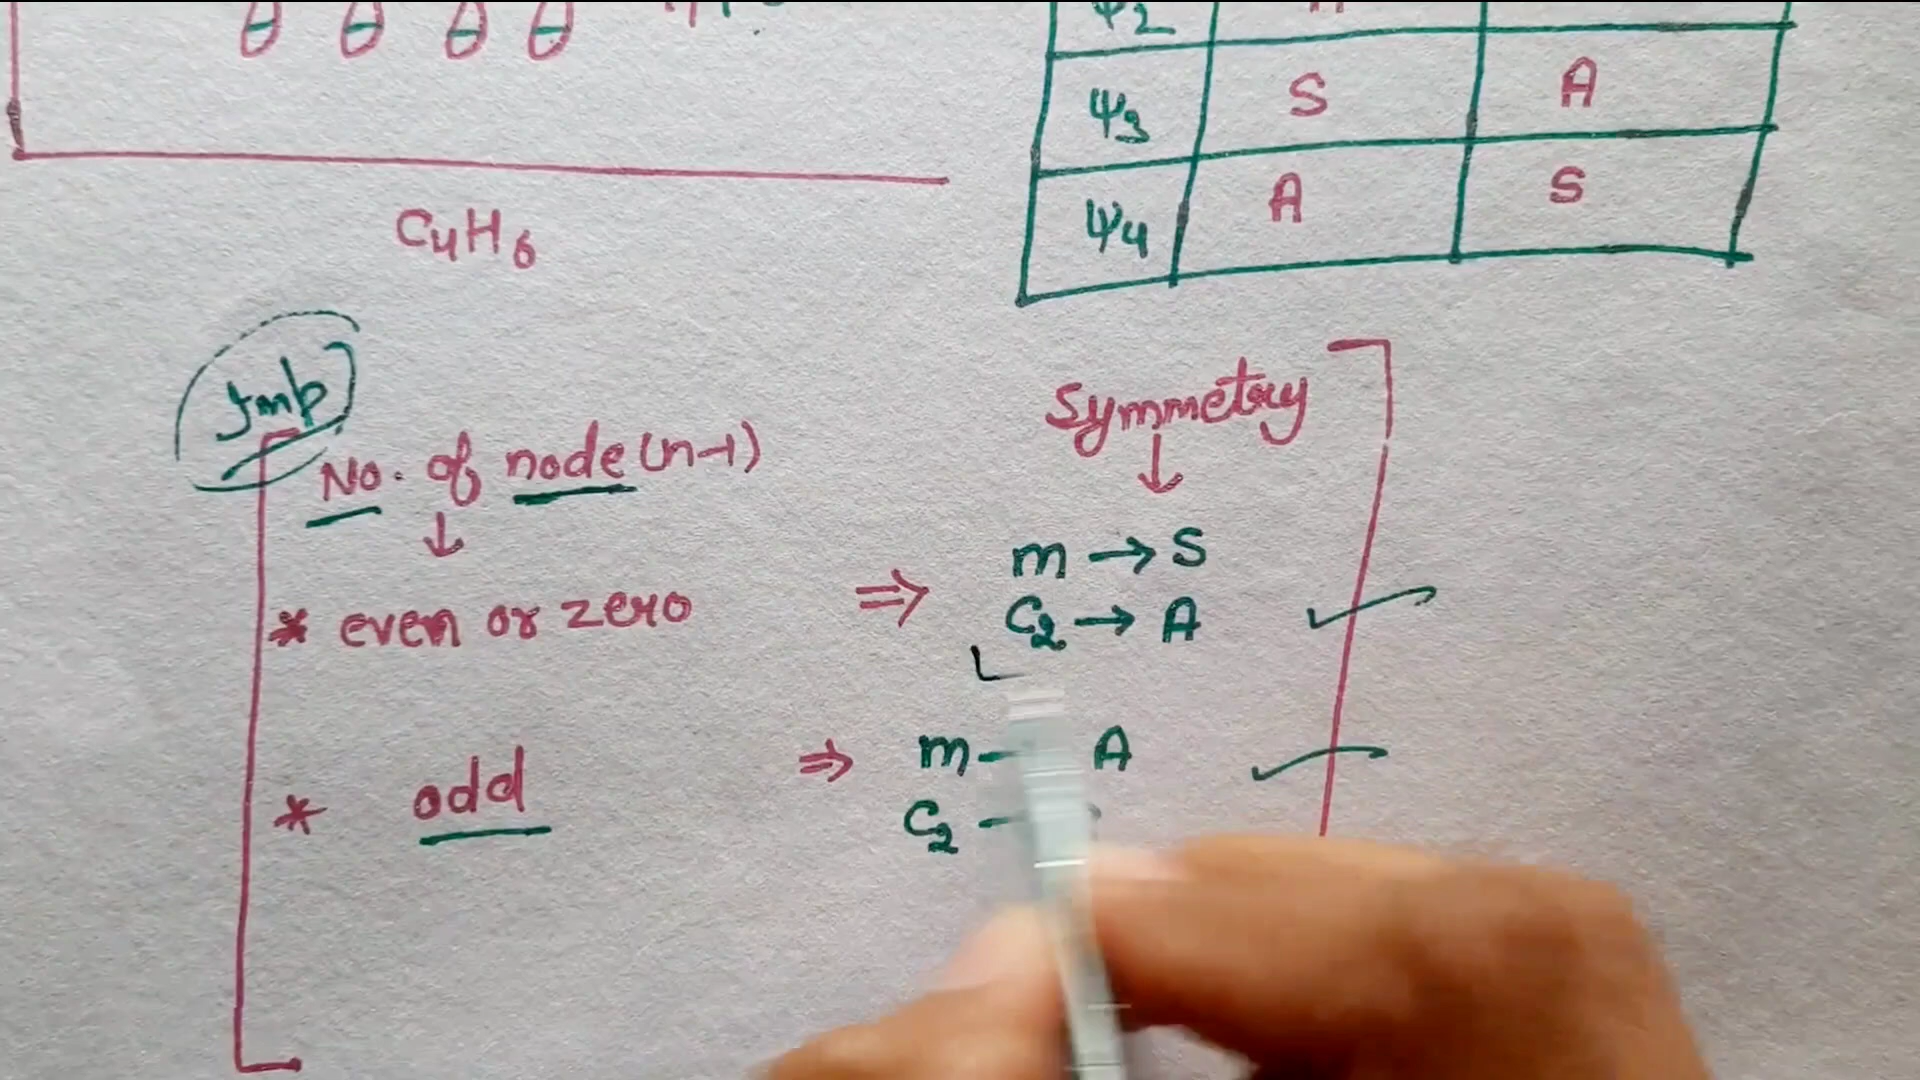 ψ2
ψ3 S A
ψ4 A S
C4H6
Imp
No. of node (n-1)
↓
Symmetry
↓
* even or zero ⇒ m → S
C2 → A
* odd ⇒ m A
C2